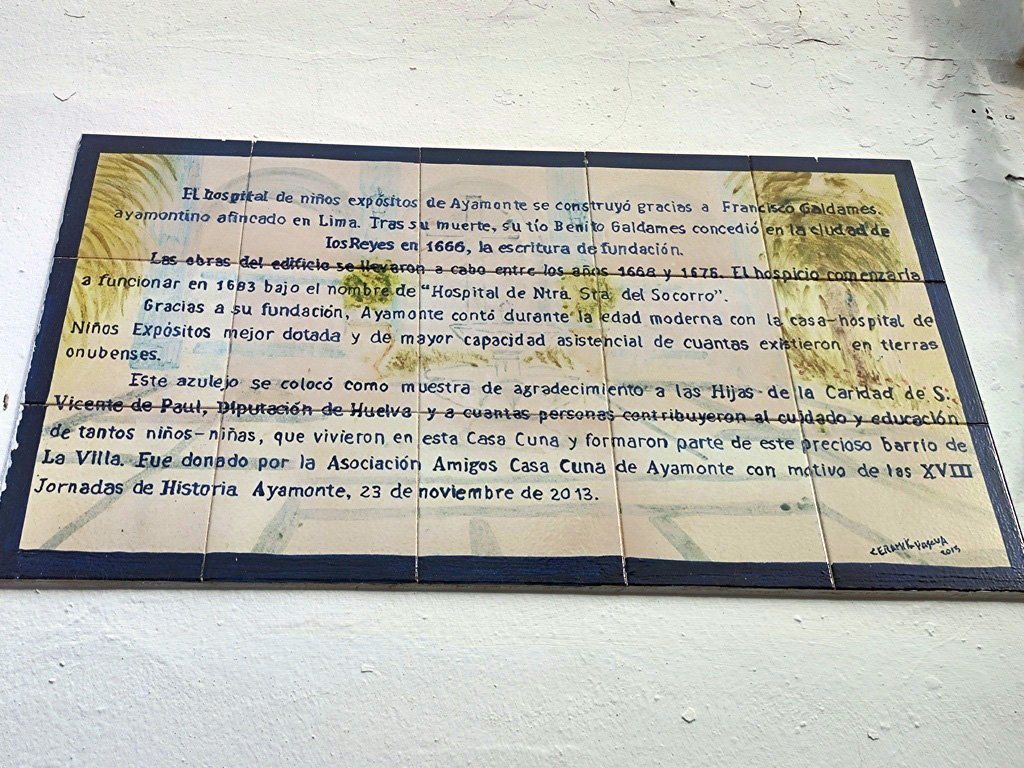 El hospital de niños expósitos de Ayamonte se construyó gracias a Francisco Galdames,
ayamontino afincado en Lima. Tras su muerte, su tío Benito Galdames concedió en la ciudad de
los Reyes en 1666, la escritura de fundación.
Las obras del edificio se llevaron a cabo entre los años 1668 y 1676. El hospicio comenzaría
a funcionar en 1683 bajo el nombre de "Hospital de Ntra. Sra. del Socorro".
Gracias a su fundación, Ayamonte contó durante la edad moderna con la casa-hospital de
Niños Expósitos mejor dotada y de mayor capacidad asistencial de cuantas existieron en tierras
onubenses.
Este azulejo se colocó como muestra de agradecimiento a las Hijas de la Caridad de S.
Vicente de Paul, Diputación de Huelva y a cuantas personas contribuyeron al cuidado y educación
de tantos niños-niñas, que vivieron en esta Casa Cuna y formaron parte de este precioso barrio de
La Villa. Fue donado por la Asociación Amigos Casa Cuna de Ayamonte con motivo de las XVIII
Jornadas de Historia Ayamonte, 23 de noviembre de 2013.
2013